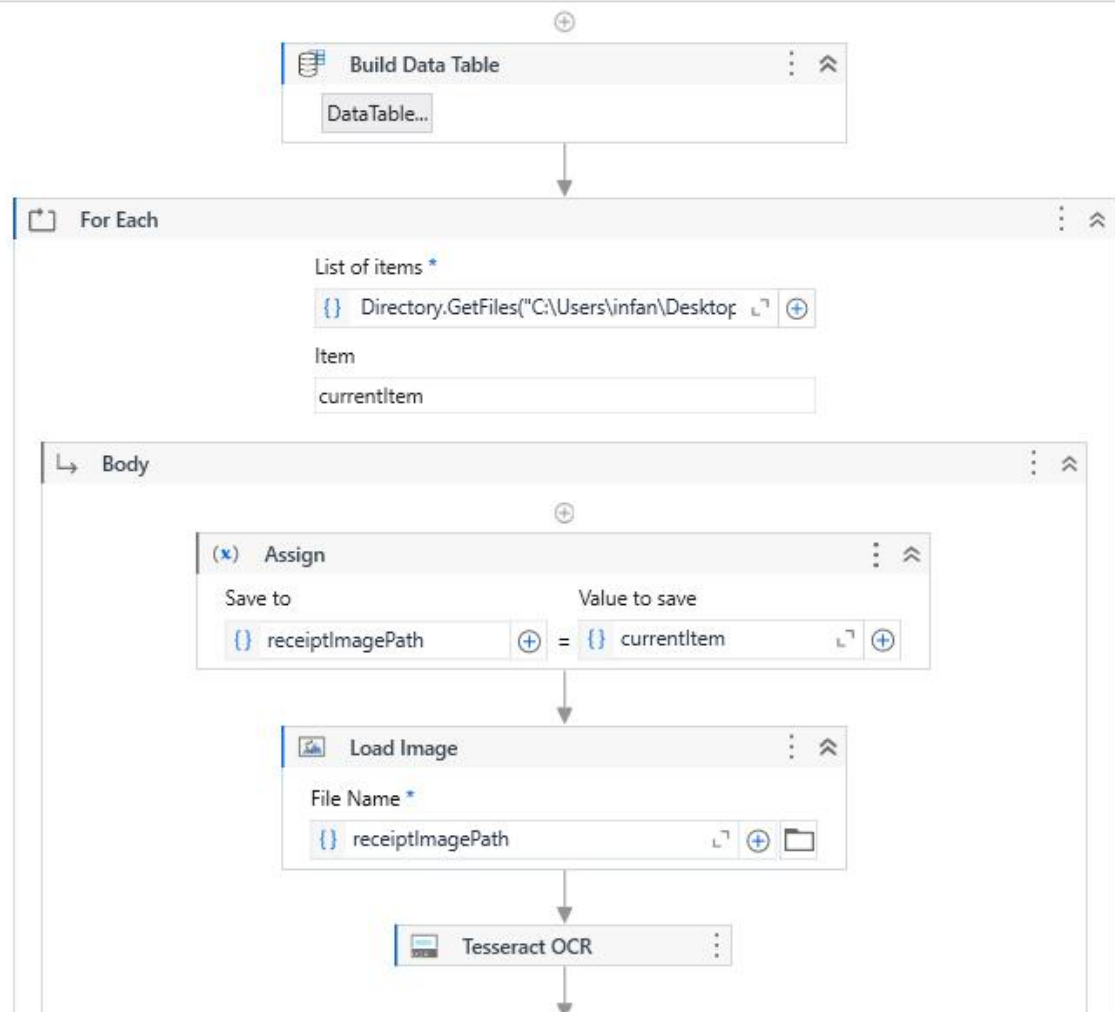 Build Data Table
DataTable...
For Each
List of items *
{} Directory.GetFiles("C:\Users\infan\Desktop
Item
currentItem
Body
(x) Assign
Save to Value to save
{} receiptImagePath = {} currentItem
Load Image
File Name *
{} receiptImagePath
Tesseract OCR